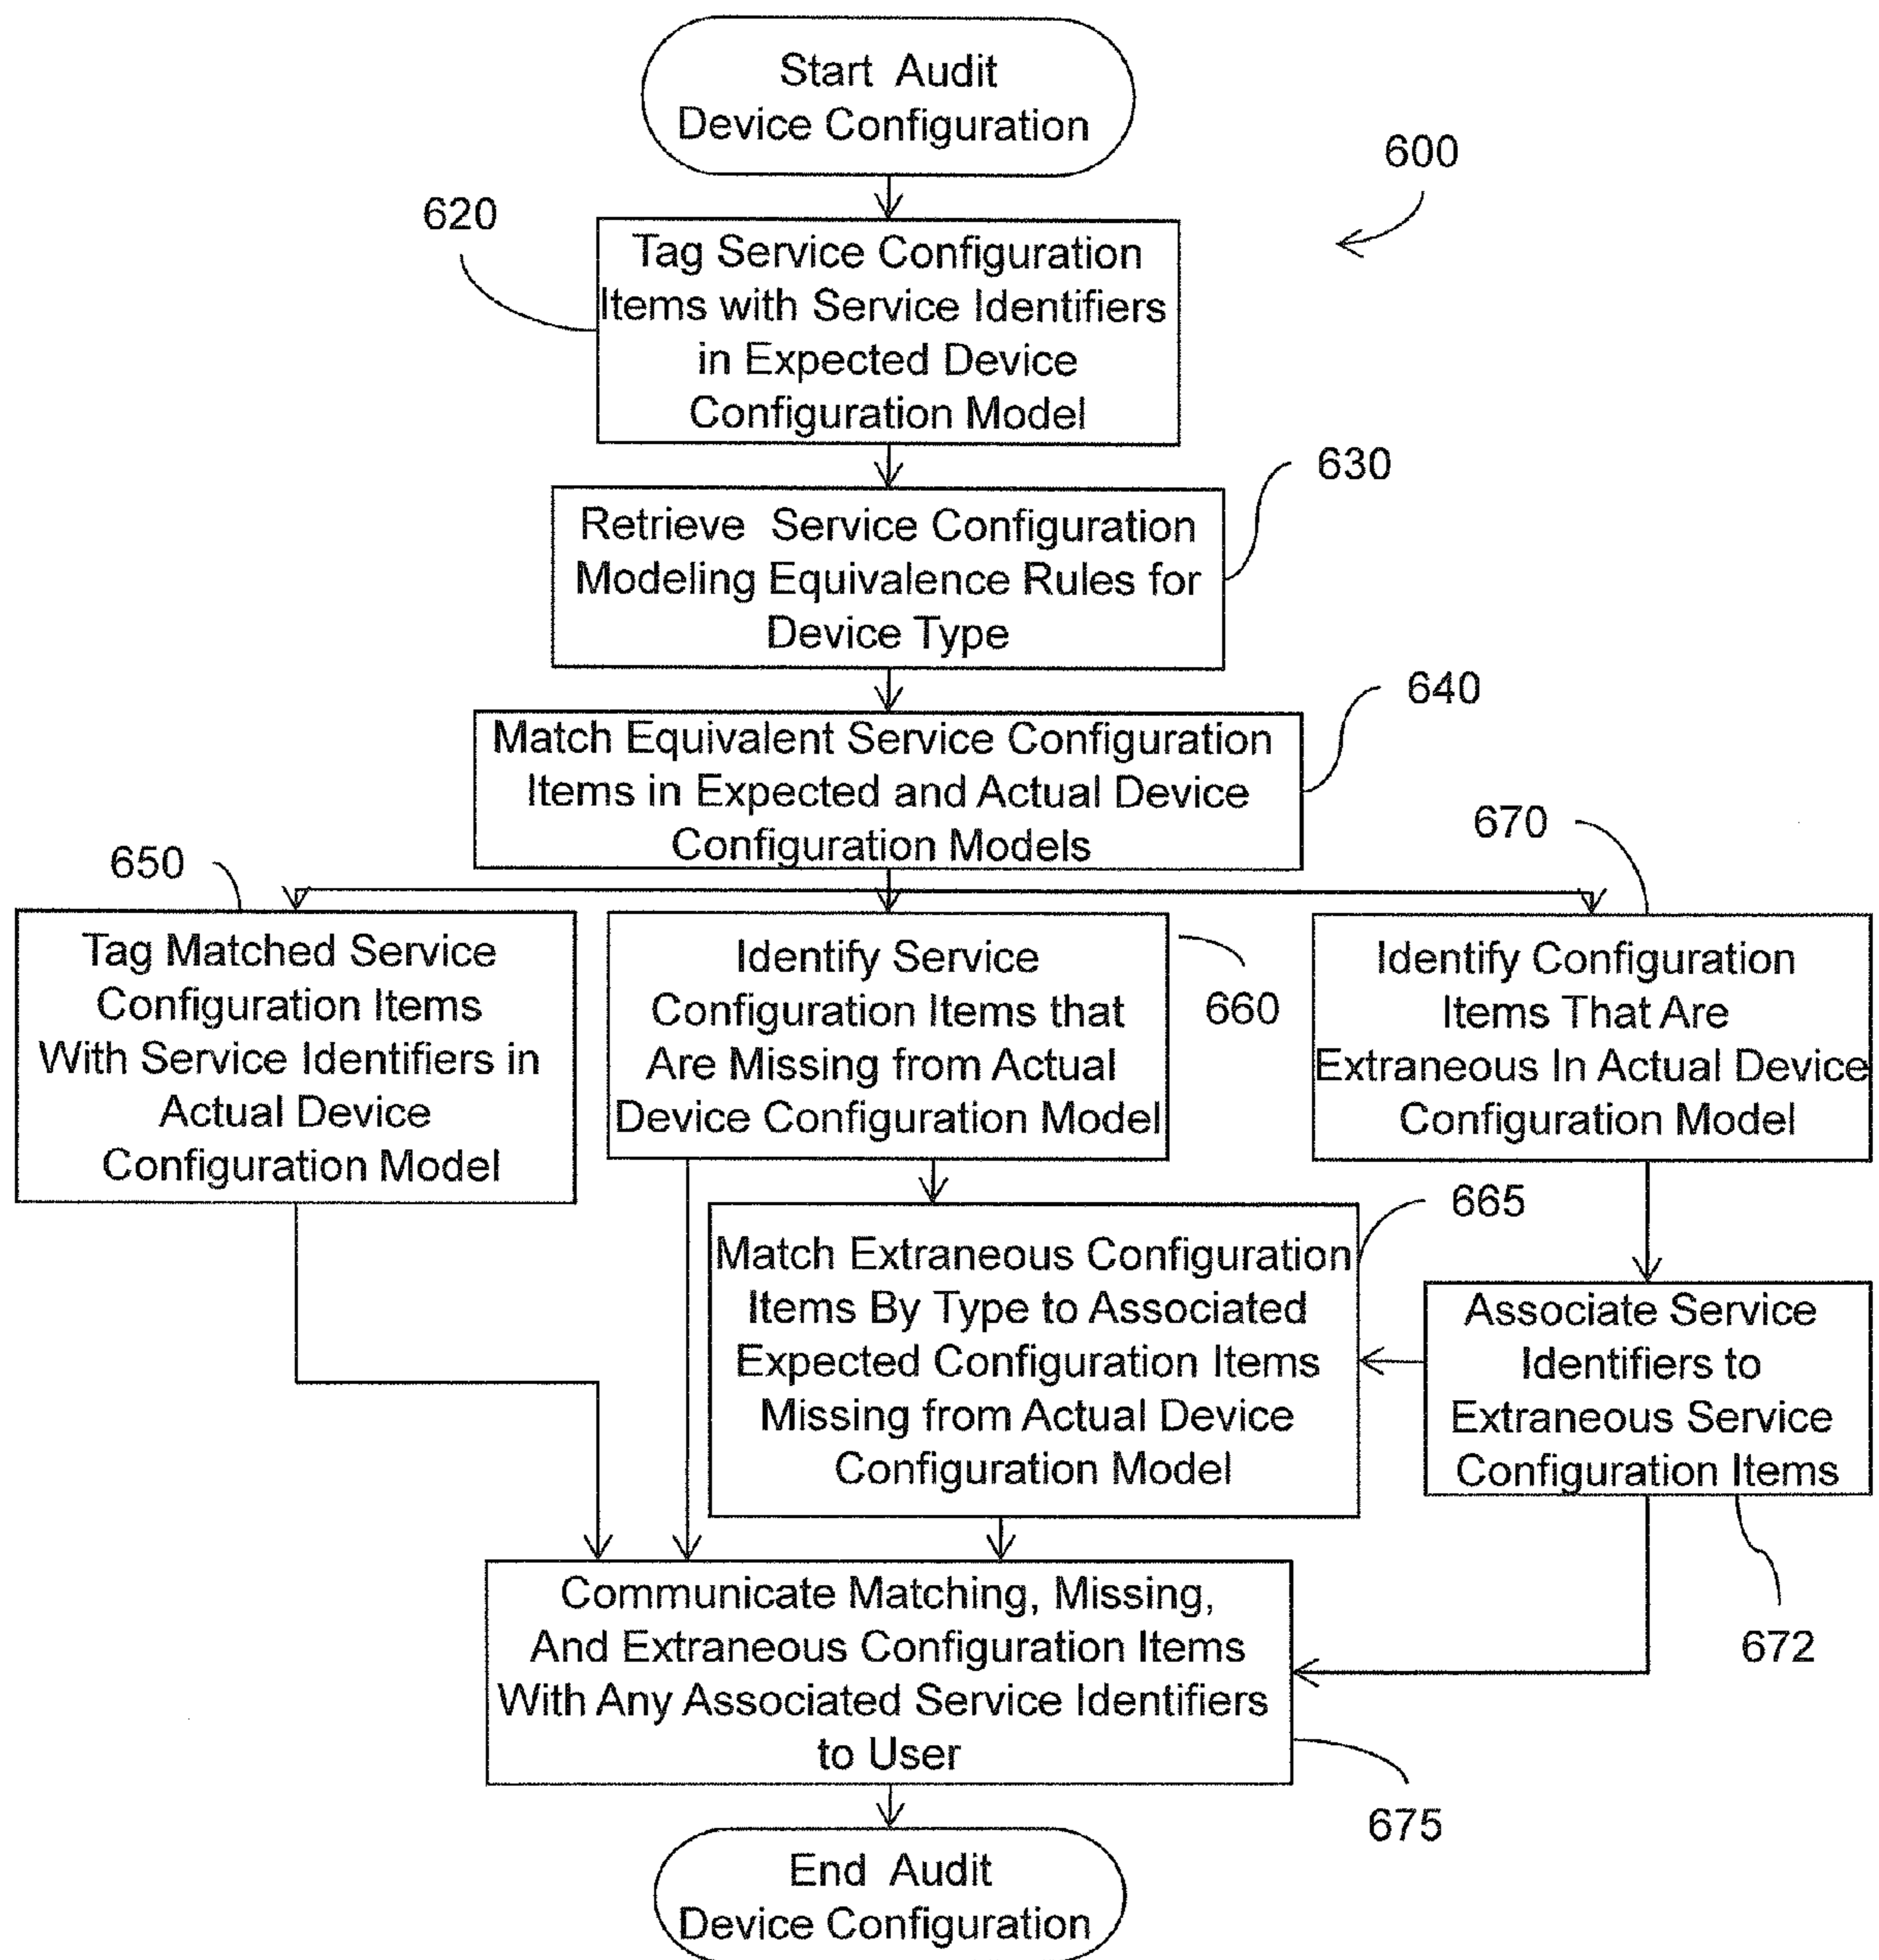 Start Audit
Device Configuration
600
620
Tag Service Configuration
Items with Service Identifiers
in Expected Device
Configuration Model
630
Retrieve Service Configuration
Modeling Equivalence Rules for
Device Type
640
Match Equivalent Service Configuration
Items in Expected and Actual Device
Configuration Models
650
Tag Matched Service
Configuration Items
With Service Identifiers in
Actual Device
Configuration Model
Identify Service
Configuration Items that
Are Missing from Actual
Device Configuration Model
660
670
Identify Configuration
Items That Are
Extraneous In Actual Device
Configuration Model
665
Match Extraneous Configuration
Items By Type to Associated
Expected Configuration Items
Missing from Actual Device
Configuration Model
Associate Service
Identifiers to
Extraneous Service
Configuration Items
672
Communicate Matching, Missing,
And Extraneous Configuration Items
With Any Associated Service Identifiers
to User
675
End Audit
Device Configuration